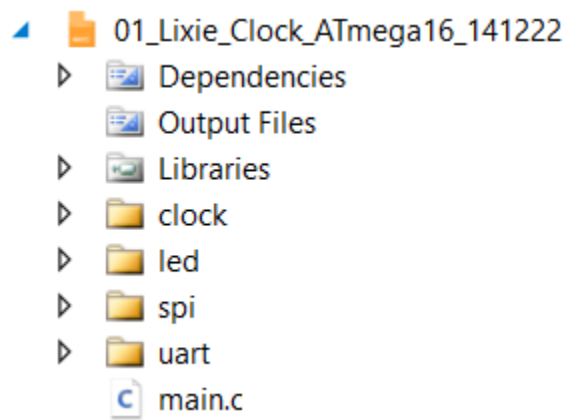 01_Lixie_Clock_ATmega16_141222
Dependencies
Output Files
Libraries
clock
led
spi
uart
main.c